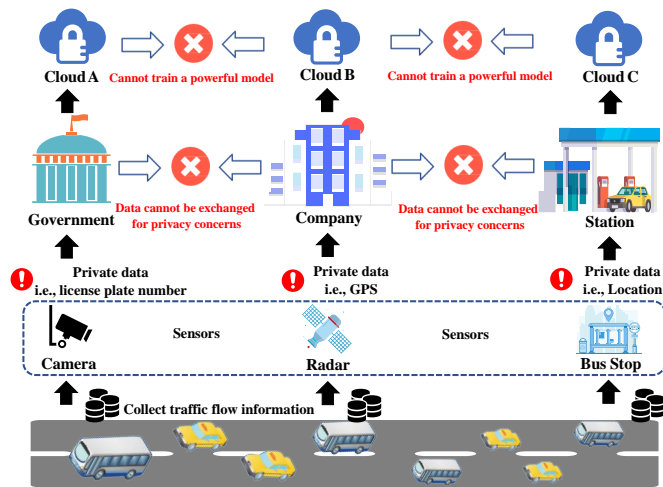 Cloud A
Cloud B
Cloud C
Cannot train a powerful model
Cannot train a powerful model
Government
Company
Station
Data cannot be exchanged
for privacy concerns
Data cannot be exchanged
for privacy concerns
Private data
i.e., license plate number
Private data
i.e., GPS
Private data
i.e., Location
Sensors
Sensors
Camera
Radar
Bus Stop
Collect traffic flow information